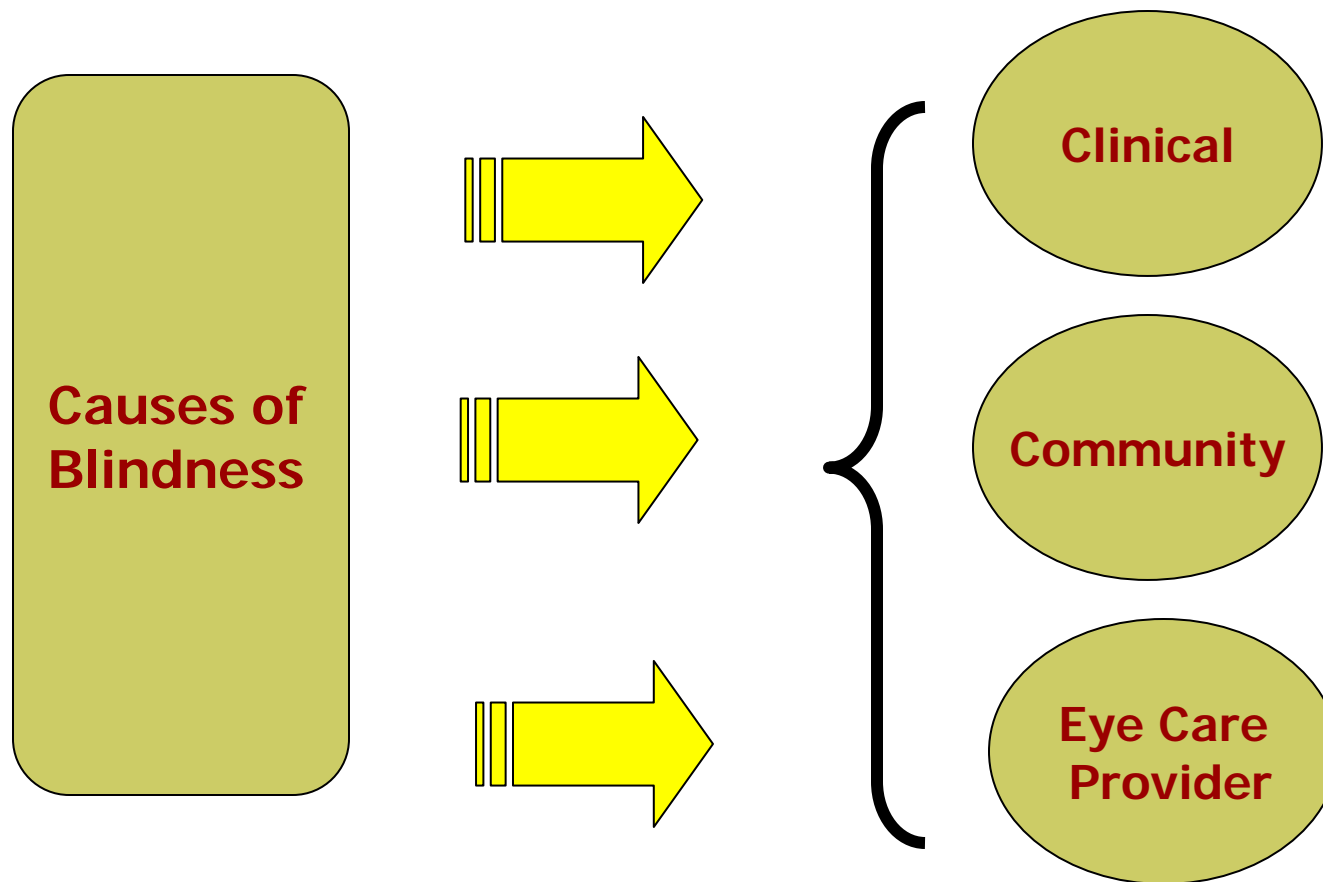 Causes of
Blindness
Clinical
Community
Eye Care
Provider